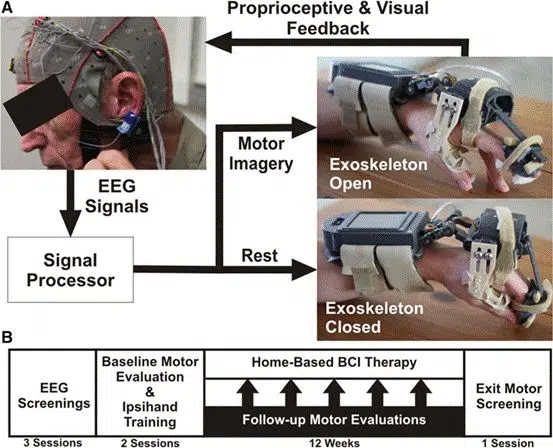 A
Proprioceptive & Visual
Feedback
Motor
Imagery
Exoskeleton
Open
EEG
Signals
Signal
Processor
Rest
Exoskeleton
Closed
B
EEG
Screenings
Baseline Motor
Evaluation
&
Ipsihand
Training
Home-Based BCI Therapy
Follow-up Motor Evaluations
Exit Motor
Screening
3 Sessions
2 Sessions
12 Weeks
1 Session